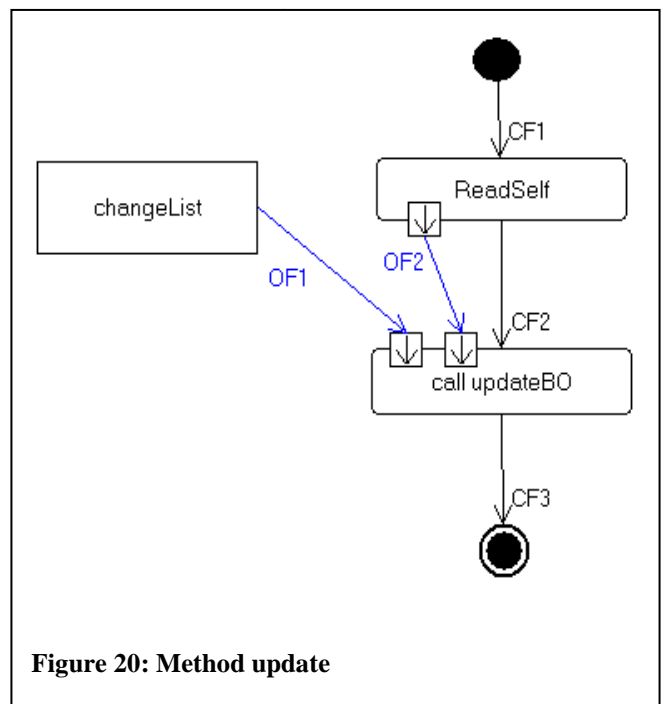 CF1
changeList
ReadSelf
OF1
OF2
CF2
call updateBO
CF3
Figure 20: Method update